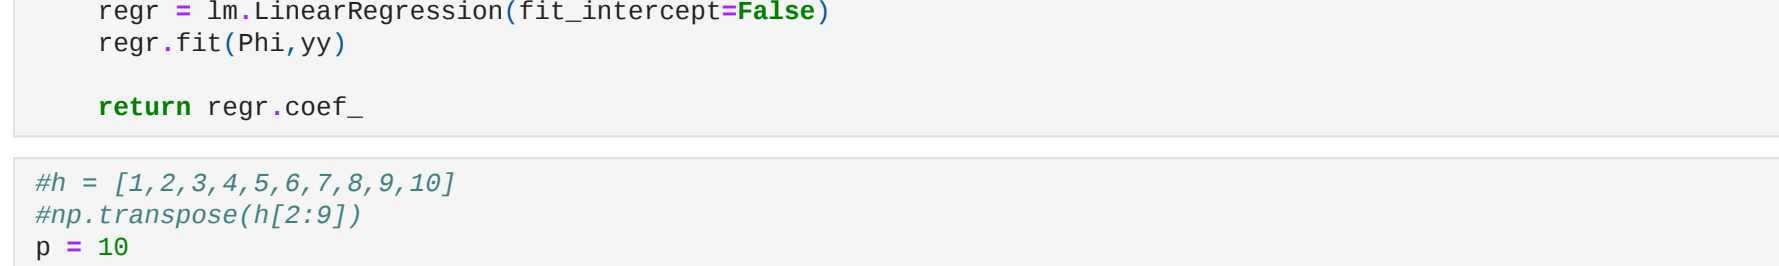 regr = lm.LinearRegression(fit_intercept=False)
regr.fit(Phi,yy)
return regr.coef_
#h = [1,2,3,4,5,6,7,8,9,10]
#np.transpose(h[2:9])
p = 10